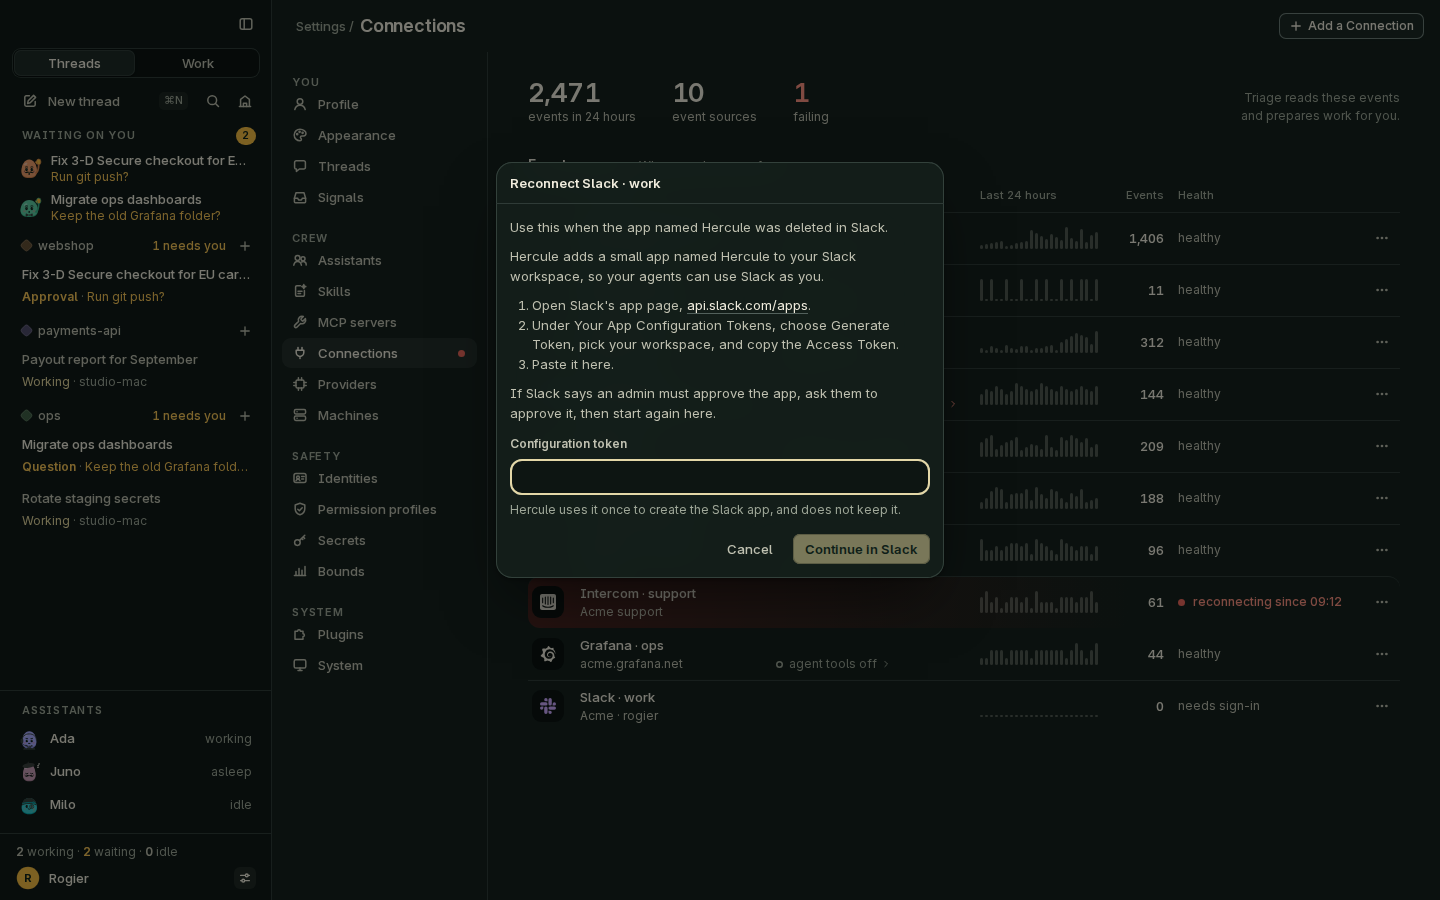 Settings / Connections
Add a Connection
Threads
Work
New thread
⌘N
WAITING ON YOU
2
Fix 3-D Secure checkout for E…
Run git push?
Migrate ops dashboards
Keep the old Grafana folder?
webshop
1 needs you
Fix 3-D Secure checkout for EU car…
Approval · Run git push?
payments-api
Payout report for September
Working · studio-mac
ops
1 needs you
Migrate ops dashboards
Question · Keep the old Grafana fold…
Rotate staging secrets
Working · studio-mac
ASSISTANTS
Ada
working
Juno
asleep
Milo
idle
2 working · 2 waiting · 0 idle
R
Rogier
YOU
Profile
Appearance
Threads
Signals
CREW
Assistants
Skills
MCP servers
Connections
Providers
Machines
SAFETY
Identities
Permission profiles
Secrets
Bounds
SYSTEM
Plugins
System
2,471
events in 24 hours
10
event sources
1
failing
Triage reads these events
and prepares work for you.
Last 24 hours
Events
Health
1,406
healthy
11
healthy
312
healthy
144
healthy
209
healthy
188
healthy
96
healthy
Reconnect Slack · work
Use this when the app named Hercule was deleted in Slack.
Hercule adds a small app named Hercule to your Slack
workspace, so your agents can use Slack as you.
1. Open Slack's app page, api.slack.com/apps.
2. Under Your App Configuration Tokens, choose Generate
Token, pick your workspace, and copy the Access Token.
3. Paste it here.
If Slack says an admin must approve the app, ask them to
approve it, then start again here.
Configuration token
Hercule uses it once to create the Slack app, and does not keep it.
Cancel
Continue in Slack
Intercom · support
Acme support
61
reconnecting since 09:12
Grafana · ops
acme.grafana.net
agent tools off
44
healthy
Slack · work
Acme · rogier
0
needs sign-in